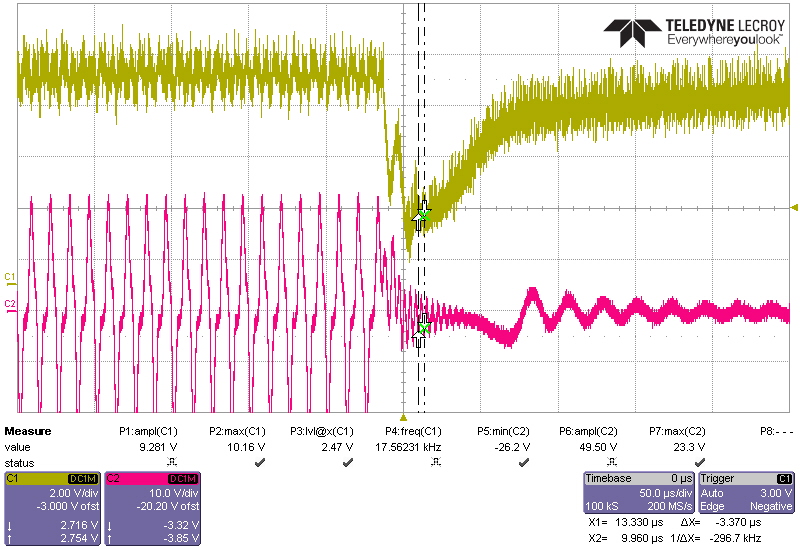 TELEDYNE LECROY
Everywhereyoulook™
C1
C2
Measure P1:ampl(C1) P2:max(C1) P3:lvl@x(C1) P4:freq(C1) P5:min(C2) P6:ampl(C2) P7:max(C2) P8:---
value 9.281 V 10.16 V 2.47 V 17.56231 kHz -26.2 V 49.50 V 23.3 V
status
C1 DC1M
2.00 V/div
-3.000 V ofst
↓ 2.716 V
↑ 2.754 V
C2 DC1M
10.0 V/div
-20.20 V ofst
↓ -3.32 V
↑ -3.85 V
Timebase 0 µs
50.0 µs/div
100 kS 200 MS/s
Trigger C1
Auto 3.00 V
Edge Negative
X1= 13.330 µs ΔX= -3.370 µs
X2= 9.960 µs 1/ΔX= -296.7 kHz